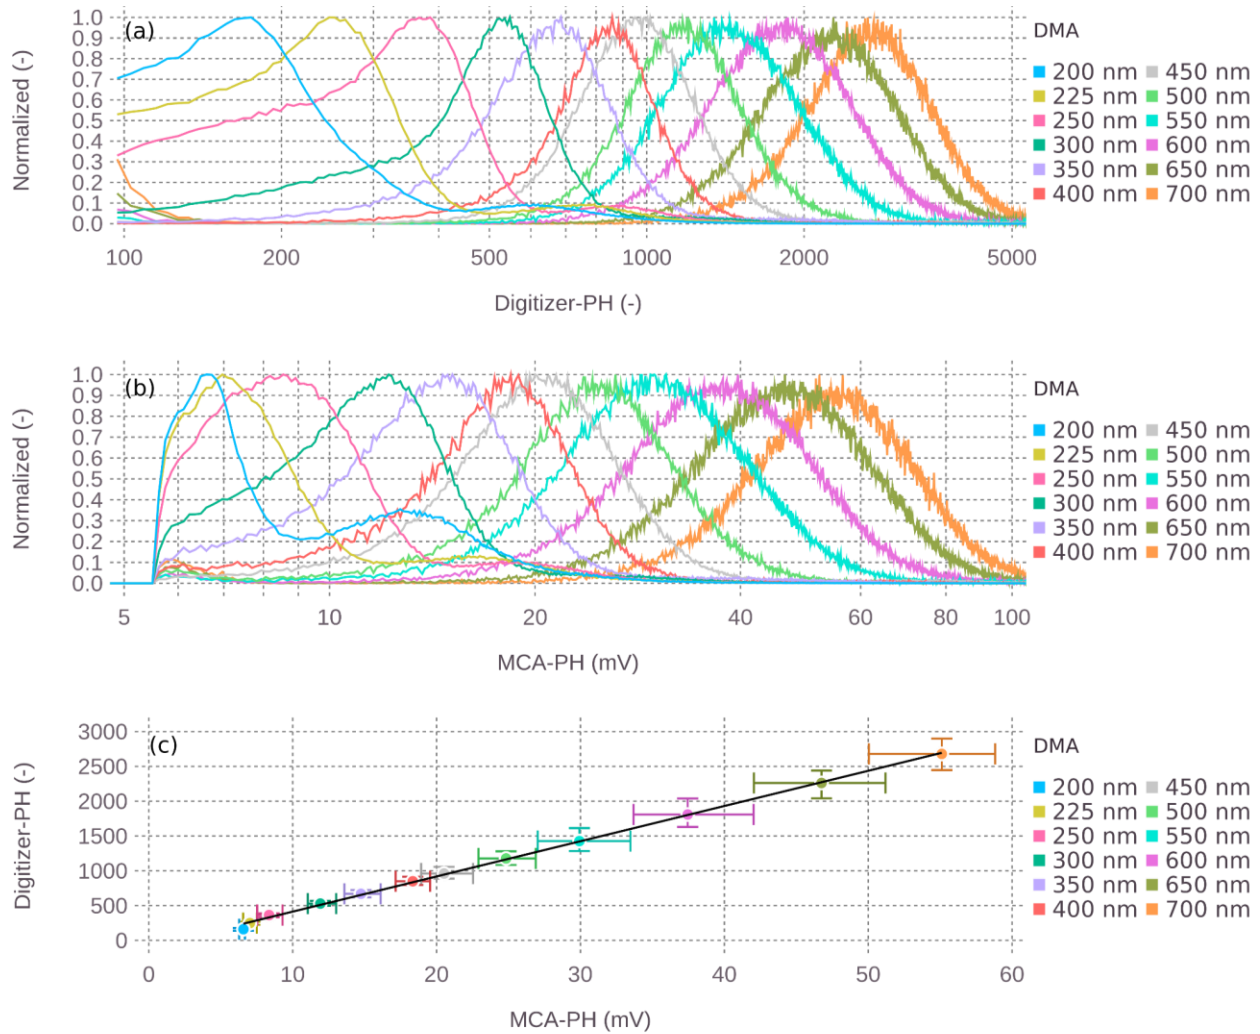 (a)
Normalized (-)
1.0
0.9
0.8
0.7
0.6
0.5
0.4
0.3
0.2
0.1
0.0
100 200 500 1000 2000 5000
Digitizer-PH (-)
DMA
200 nm 450 nm
225 nm 500 nm
250 nm 550 nm
300 nm 600 nm
350 nm 650 nm
400 nm 700 nm
(b)
Normalized (-)
1.0
0.9
0.8
0.7
0.6
0.5
0.4
0.3
0.2
0.1
0.0
5 10 20 40 60 80 100
MCA-PH (mV)
DMA
200 nm 450 nm
225 nm 500 nm
250 nm 550 nm
300 nm 600 nm
350 nm 650 nm
400 nm 700 nm
(c)
Digitizer-PH (-)
3000
2500
2000
1500
1000
500
0
0 10 20 30 40 50 60
MCA-PH (mV)
DMA
200 nm 450 nm
225 nm 500 nm
250 nm 550 nm
300 nm 600 nm
350 nm 650 nm
400 nm 700 nm